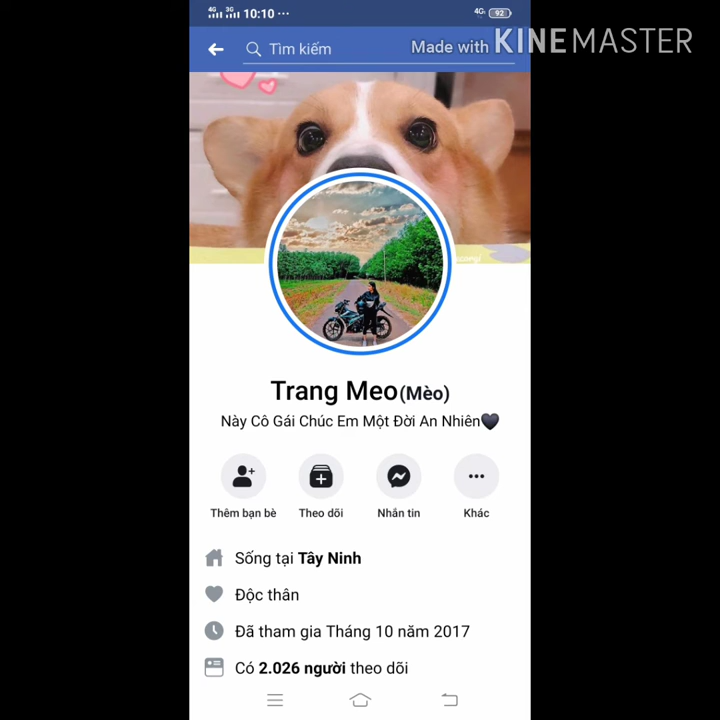 4G 3G 10:10 ••• 4G 92
Tìm kiếm
Made with KINEMASTER
Trang Meo(Mèo)
Này Cô Gái Chúc Em Một Đời An Nhiên🖤
Thêm bạn bè Theo dõi Nhắn tin Khác
Sống tại Tây Ninh
Độc thân
Đã tham gia Tháng 10 năm 2017
Có 2.026 người theo dõi